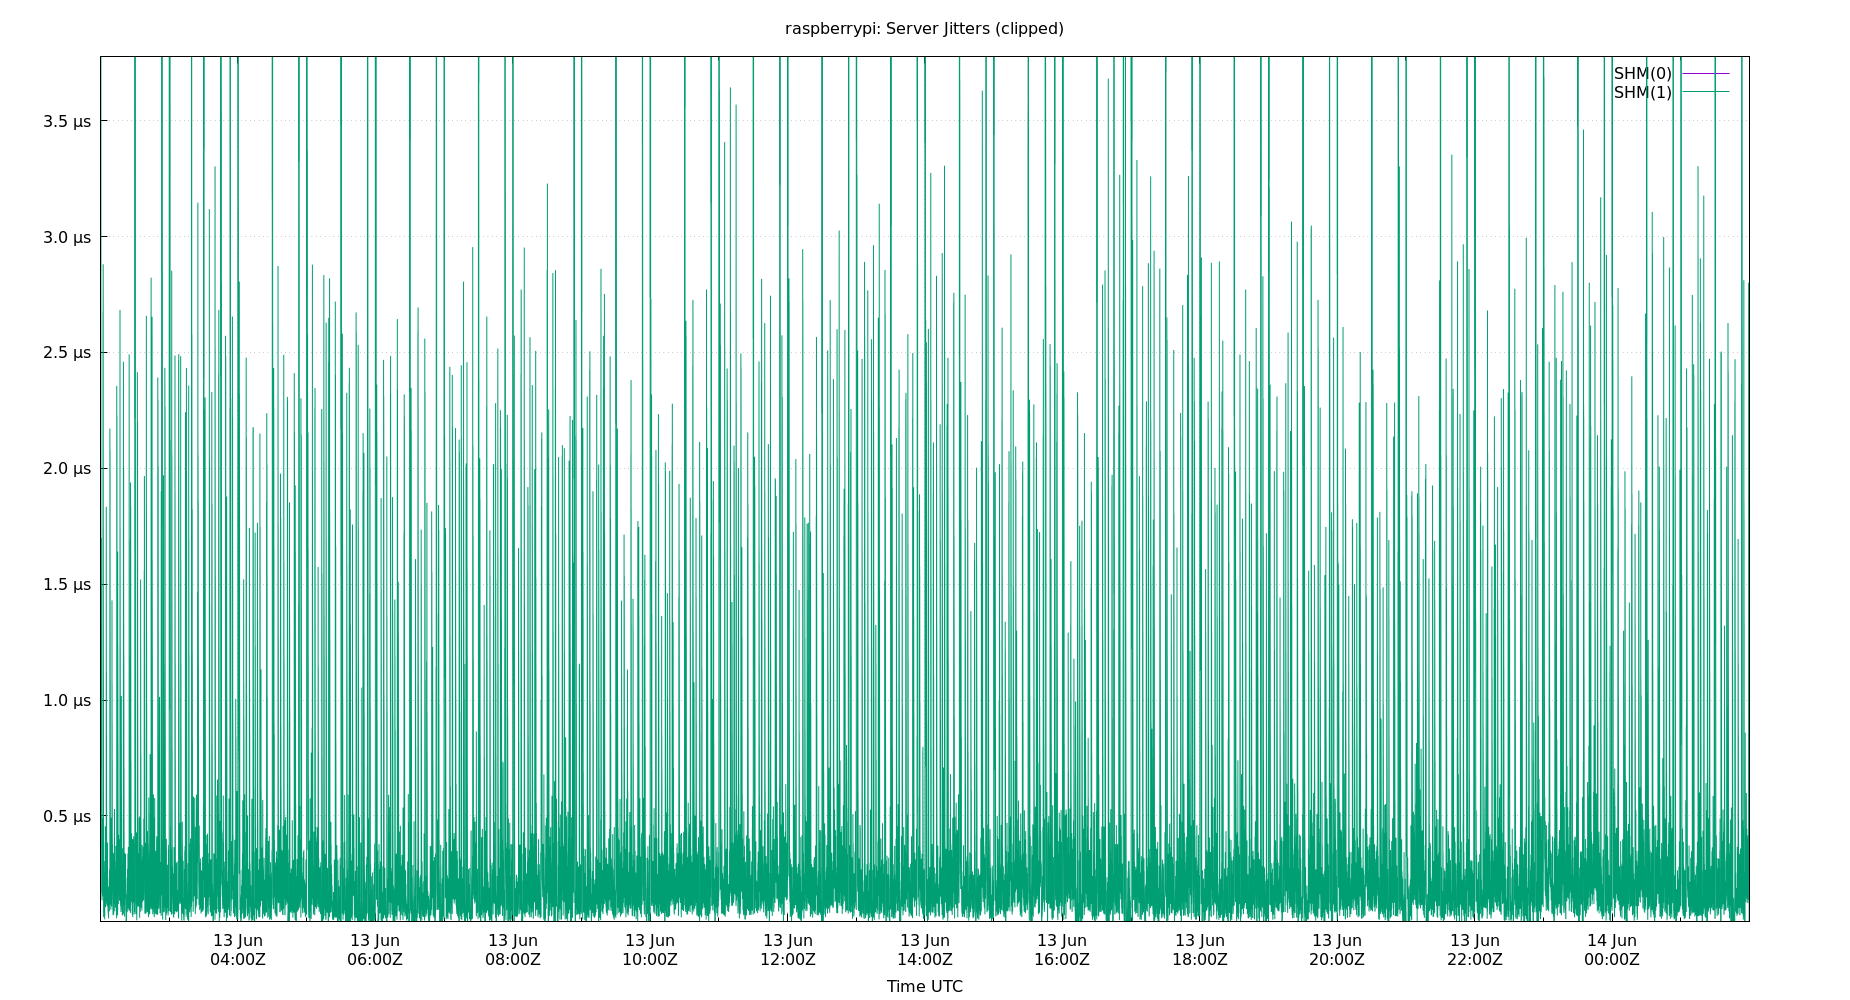 raspberrypi: Server Jitters (clipped)
SHM(0)
SHM(1)
3.5 µs
3.0 µs
2.5 µs
2.0 µs
1.5 µs
1.0 µs
0.5 µs
13 Jun 13 Jun 13 Jun 13 Jun 13 Jun 13 Jun 13 Jun 13 Jun 13 Jun 13 Jun 14 Jun
04:00Z 06:00Z 08:00Z 10:00Z 12:00Z 14:00Z 16:00Z 18:00Z 20:00Z 22:00Z 00:00Z
Time UTC